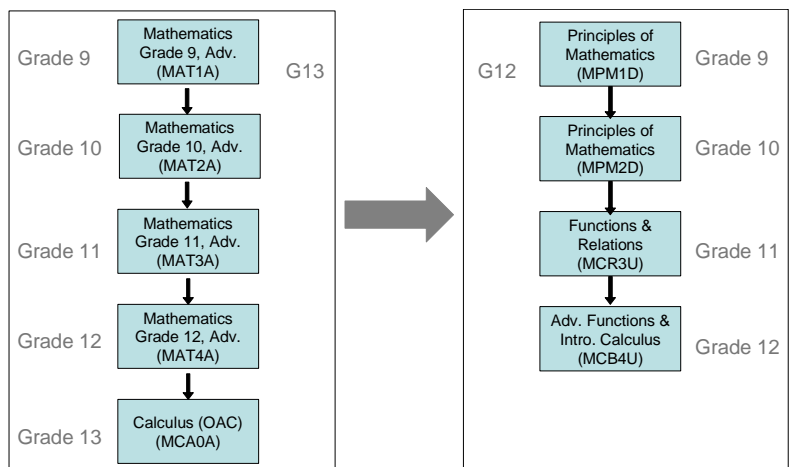 Grade 9
Mathematics
Grade 9, Adv.
(MAT1A)
G13
Grade 10
Mathematics
Grade 10, Adv.
(MAT2A)
Grade 11
Mathematics
Grade 11, Adv.
(MAT3A)
Grade 12
Mathematics
Grade 12, Adv.
(MAT4A)
Grade 13
Calculus (OAC)
(MCA0A)
G12
Principles of
Mathematics
(MPM1D)
Grade 9
Principles of
Mathematics
(MPM2D)
Grade 10
Functions &
Relations
(MCR3U)
Grade 11
Adv. Functions &
Intro. Calculus
(MCB4U)
Grade 12